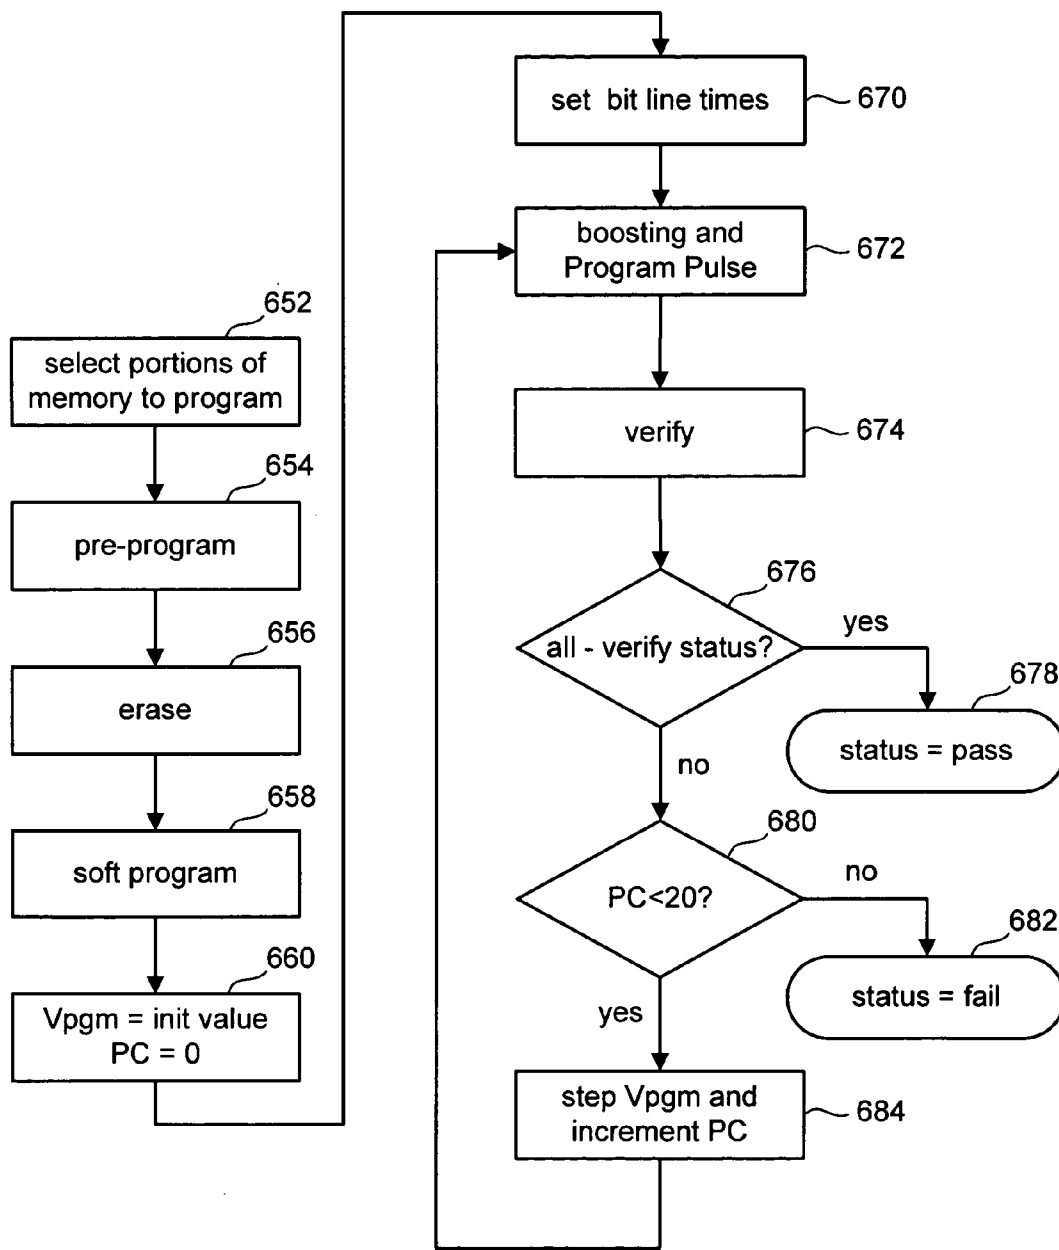 652
select portions of
memory to program
654
pre-program
656
erase
658
soft program
660
Vpgm = init value
PC = 0
set bit line times
670
boosting and
Program Pulse
672
verify
674
676
all - verify status?
yes
678
status = pass
no
680
PC<20?
no
682
status = fail
yes
step Vpgm and
increment PC
684